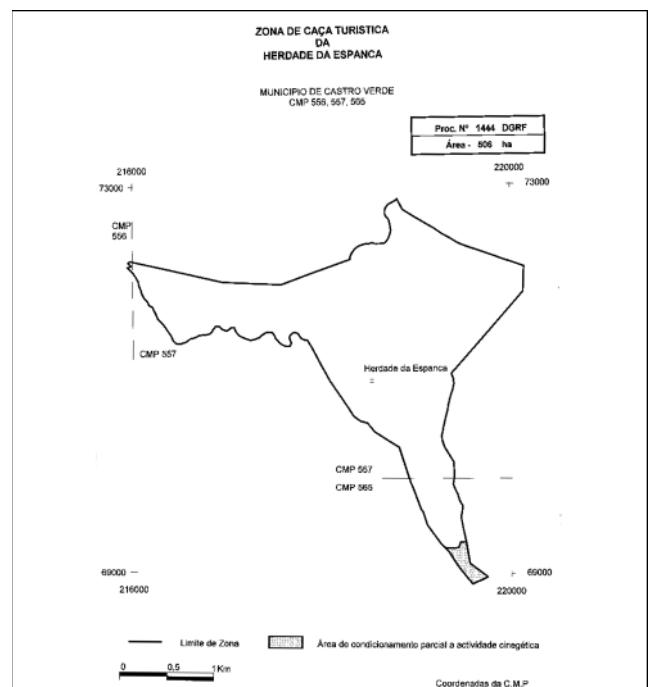 ZONA DE CAÇA TURISTICA
DA
HERDADE DA ESPANCA
MUNICIPIO DE CASTRO VERDE
CMP 556, 557, 565
Proc. Nº 1444 DGRF
Área - 506 ha
216000
73000
220000
73000
CMP
556
CMP 557
Herdade da Espanca
CMP 557
CMP 565
69000
216000
69000
220000
Limite de Zona
Área de condicionamento parcial a actividade cinegética
0 0,5 1Km
Coordenadas da C.M.P